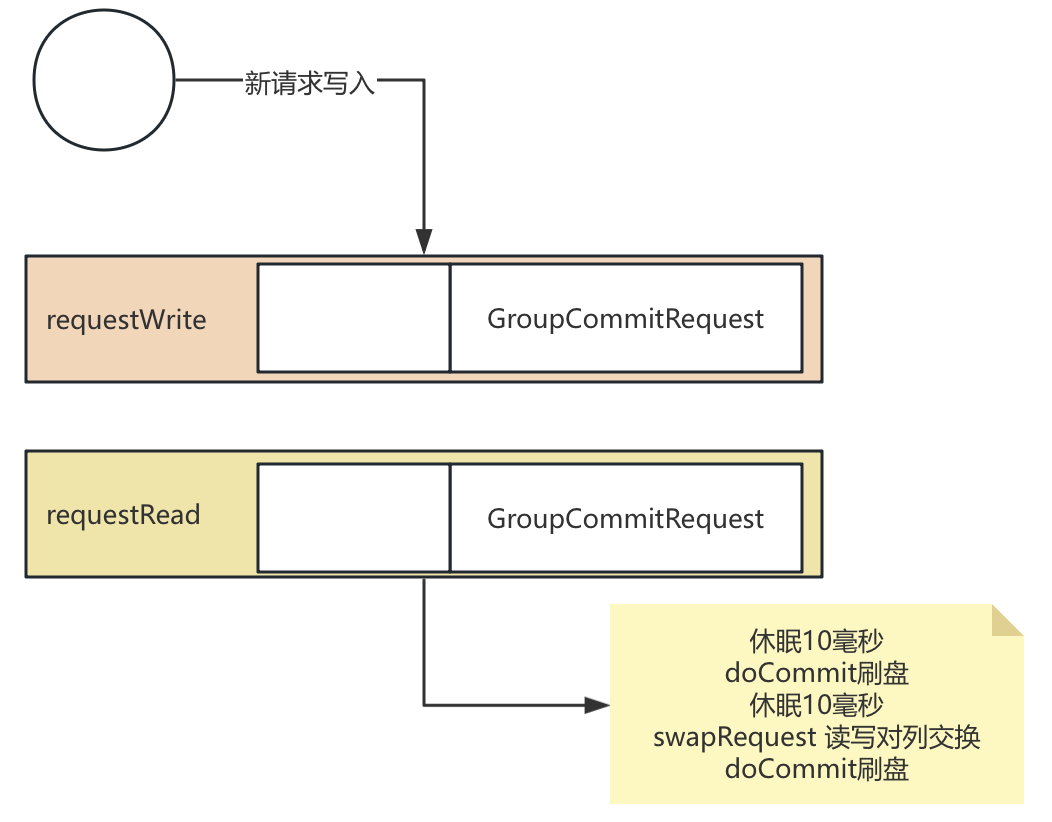 新请求写入
requestWrite
GroupCommitRequest
requestRead
GroupCommitRequest
休眠10毫秒
doCommit刷盘
休眠10毫秒
swapRequest 读写对列交换
doCommit刷盘